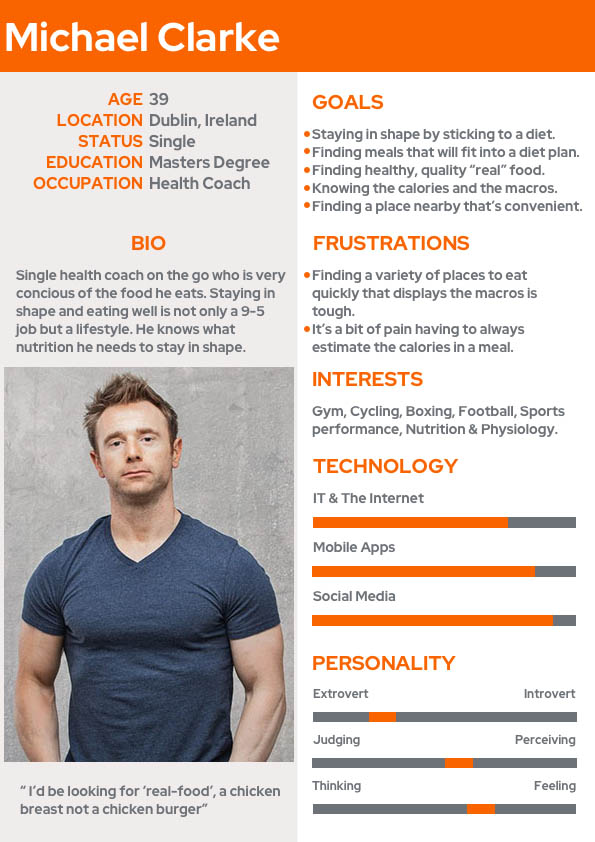 Michael Clarke
AGE 39
LOCATION Dublin, Ireland
STATUS Single
EDUCATION Masters Degree
OCCUPATION Health Coach
BIO
Single health coach on the go who is very
concious of the food he eats. Staying in
shape and eating well is not only a 9-5
job but a lifestyle. He knows what
nutrition he needs to stay in shape.
“ I’d be looking for ‘real-food’, a chicken
breast not a chicken burger”
GOALS
Staying in shape by sticking to a diet.
Finding meals that will fit into a diet plan.
Finding healthy, quality “real” food.
Knowing the calories and the macros.
Finding a place nearby that’s convenient.
FRUSTRATIONS
Finding a variety of places to eat
quickly that displays the macros is
tough.
It’s a bit of pain having to always
estimate the calories in a meal.
INTERESTS
Gym, Cycling, Boxing, Football, Sports
performance, Nutrition & Physiology.
TECHNOLOGY
IT & The Internet
Mobile Apps
Social Media
PERSONALITY
Extrovert Introvert
Judging Perceiving
Thinking Feeling